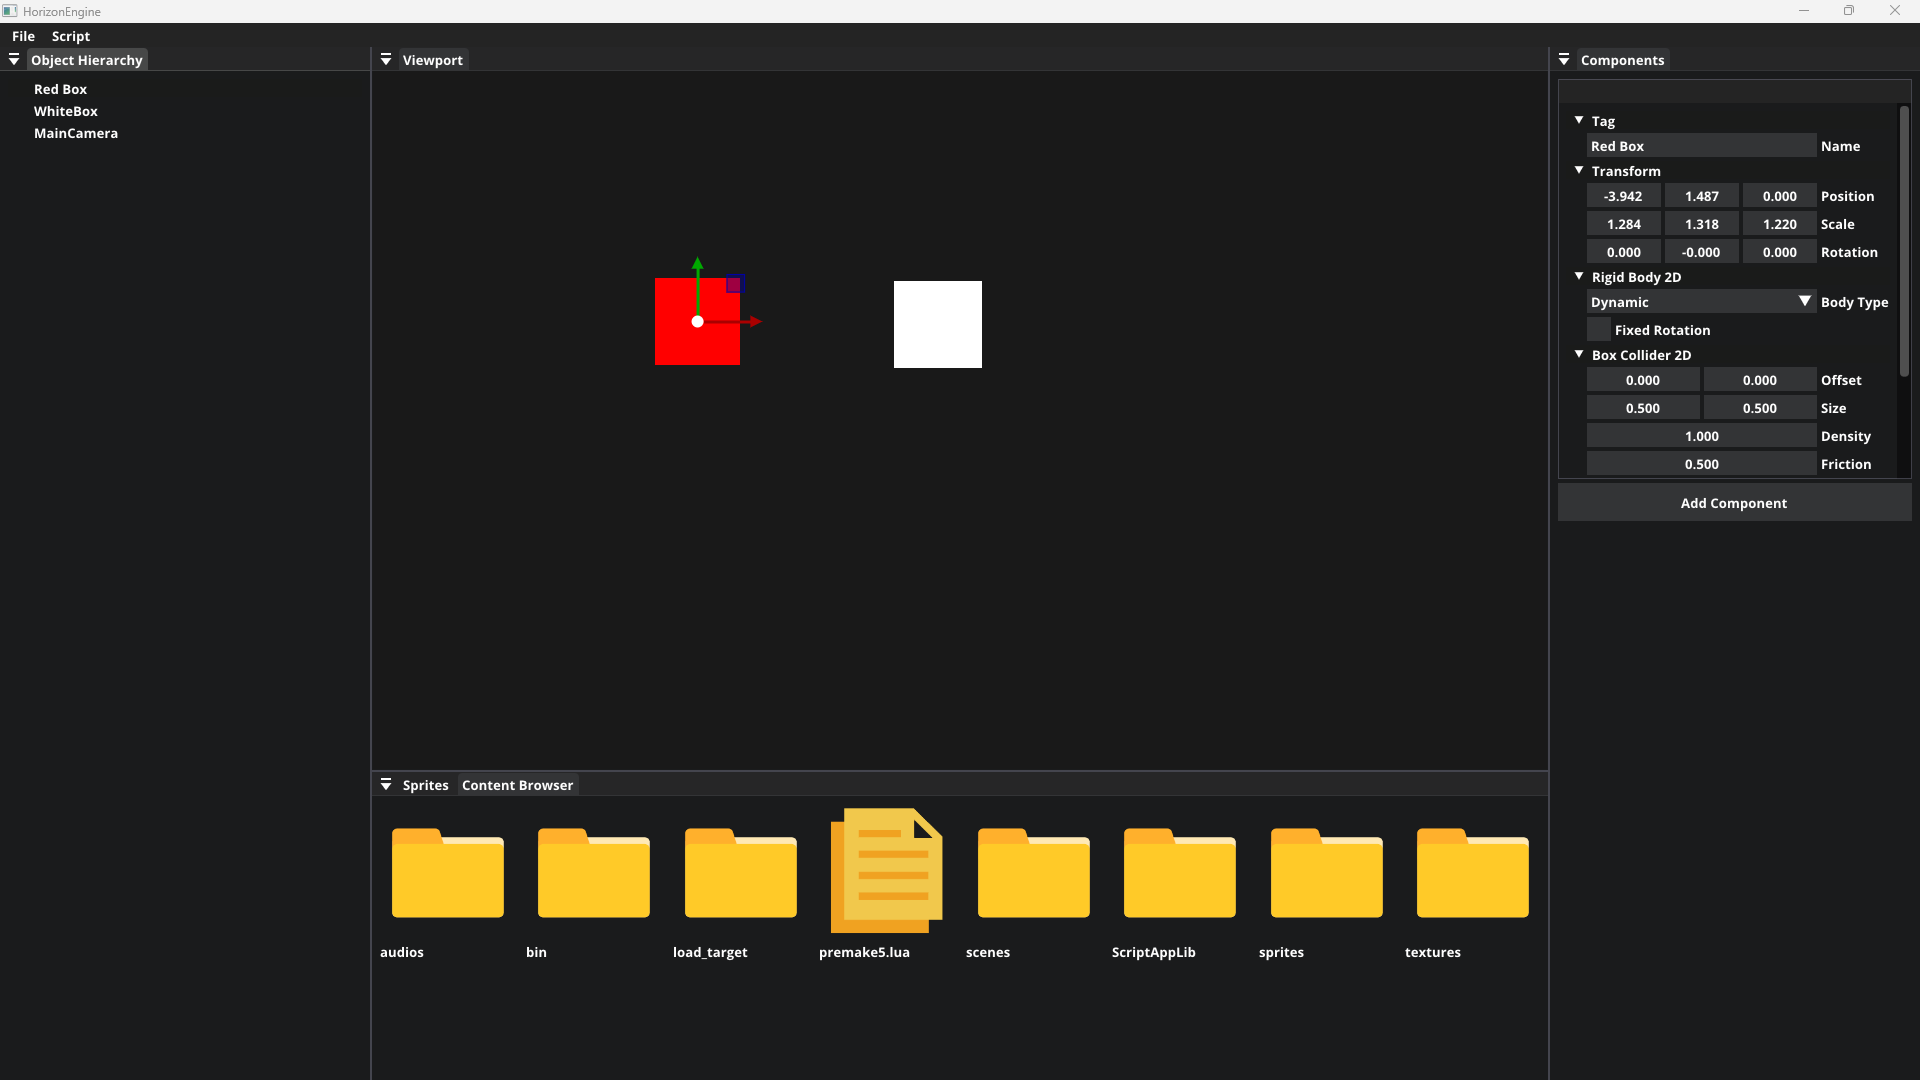 HorizonEngine
File Script
Object Hierarchy
Red Box
WhiteBox
MainCamera
Viewport
Components
Tag
Red Box Name
Transform
-3.942 1.487 0.000 Position
1.284 1.318 1.220 Scale
0.000 -0.000 0.000 Rotation
Rigid Body 2D
Dynamic Body Type
Fixed Rotation
Box Collider 2D
0.000 0.000 Offset
0.500 0.500 Size
1.000 Density
0.500 Friction
Add Component
Sprites Content Browser
audios bin load_target premake5.lua scenes ScriptAppLib sprites textures